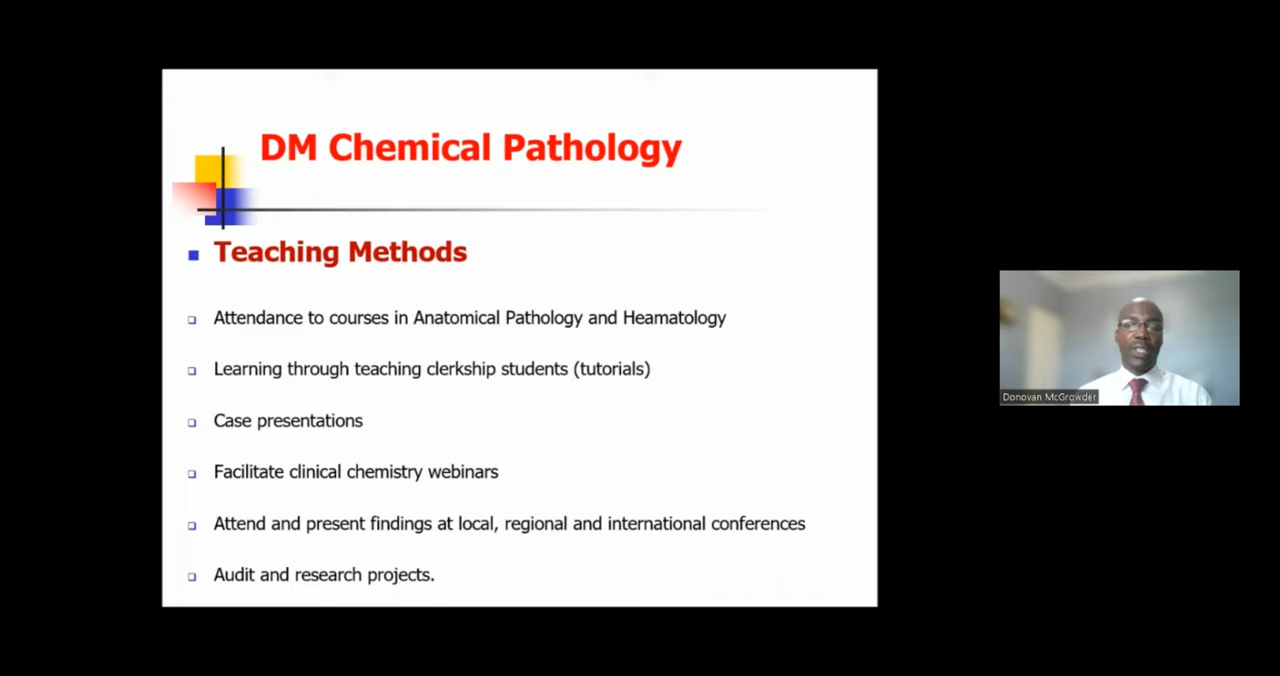 DM Chemical Pathology
Teaching Methods
Attendance to courses in Anatomical Pathology and Heamatology
Learning through teaching clerkship students (tutorials)
Case presentations
Facilitate clinical chemistry webinars
Attend and present findings at local, regional and international conferences
Audit and research projects.
Donovan McGrowder